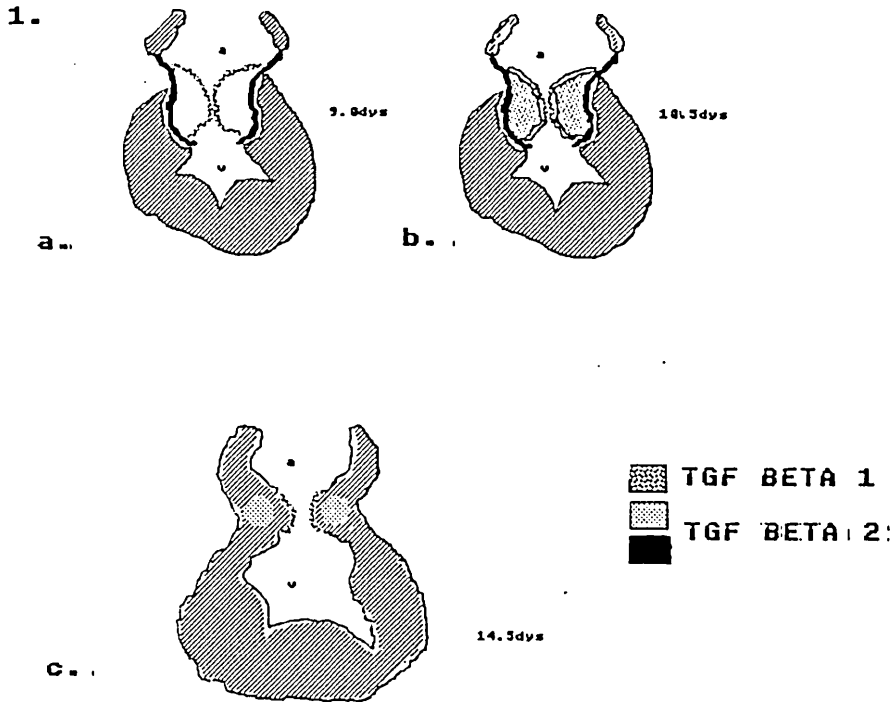 1.
a
a
9.0dys
10.5dys
v
v
a.
b.
a
TGF BETA 1
TGF BETA 2:
v
14.5dys
c.